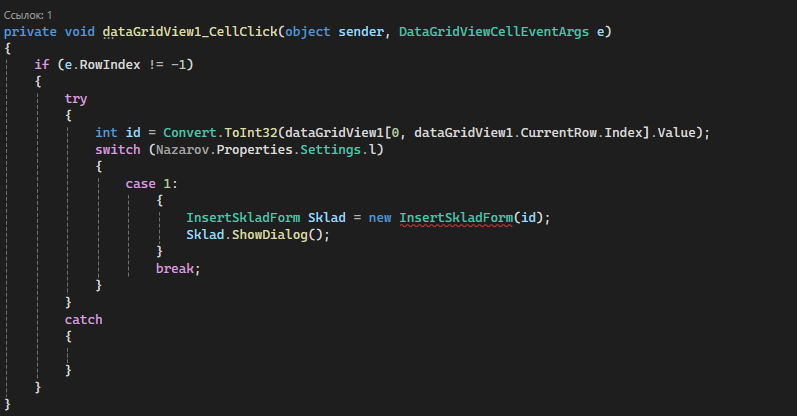 Ссылок: 1
private void dataGridView1_CellClick(object sender, DataGridViewCellEventArgs e)
{
if (e.RowIndex != -1)
{
try
{
int id = Convert.ToInt32(dataGridView1[0, dataGridView1.CurrentRow.Index].Value);
switch (Nazarov.Properties.Settings.l)
{
case 1:
{
InsertSkladForm Sklad = new InsertSkladForm(id);
Sklad.ShowDialog();
}
break;
}
}
catch
{
}
}
}